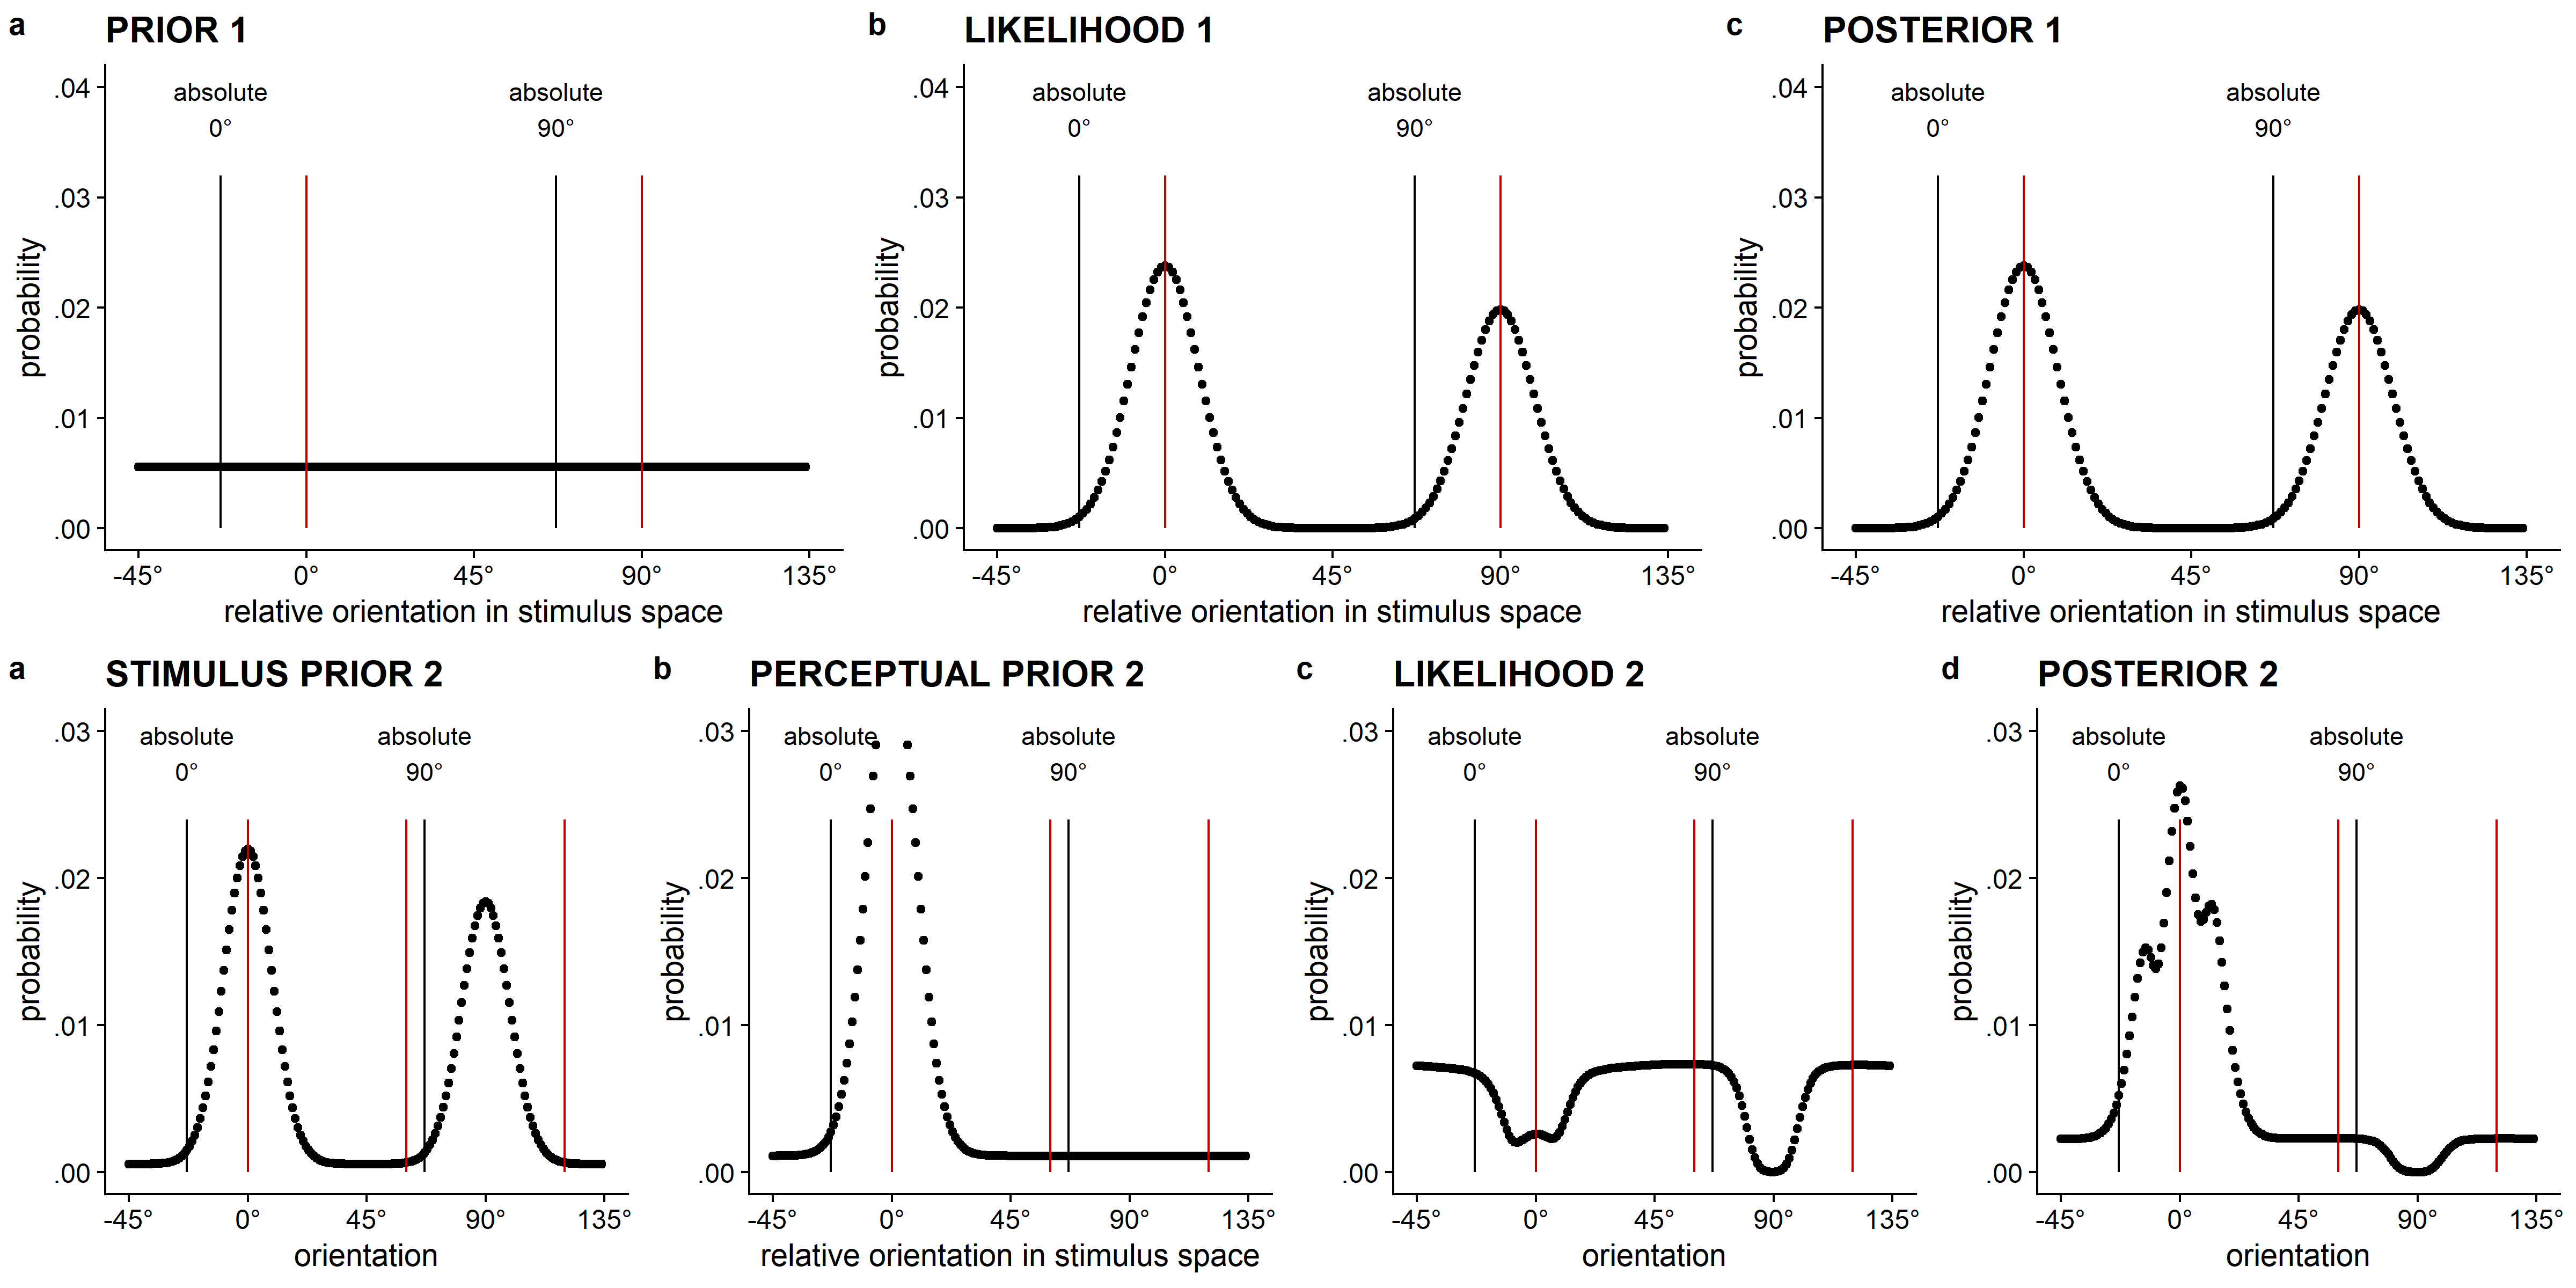 a PRIOR 1
absolute 0°
absolute 90°
.04
.03
.02
.01
.00
probability
-45° 0° 45° 90° 135°
relative orientation in stimulus space
b LIKELIHOOD 1
absolute 0°
absolute 90°
.04
.03
.02
.01
.00
probability
-45° 0° 45° 90° 135°
relative orientation in stimulus space
c POSTERIOR 1
absolute 0°
absolute 90°
.04
.03
.02
.01
.00
probability
-45° 0° 45° 90° 135°
relative orientation in stimulus space
a STIMULUS PRIOR 2
absolute 0°
absolute 90°
.03
.02
.01
.00
probability
-45° 0° 45° 90° 135°
orientation
b PERCEPTUAL PRIOR 2
absolute 0°
absolute 90°
.03
.02
.01
.00
probability
-45° 0° 45° 90° 135°
relative orientation in stimulus space
c LIKELIHOOD 2
absolute 0°
absolute 90°
.03
.02
.01
.00
probability
-45° 0° 45° 90° 135°
orientation
d POSTERIOR 2
absolute 0°
absolute 90°
.03
.02
.01
.00
probability
-45° 0° 45° 90° 135°
orientation